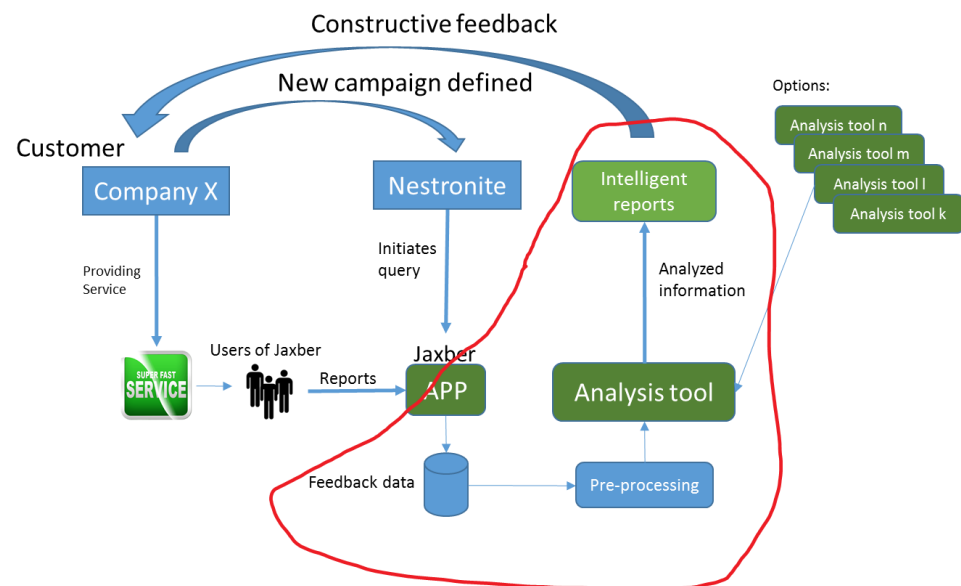 Constructive feedback
New campaign defined
Options:
Analysis tool n
Analysis tool m
Analysis tool l
Analysis tool k
Customer
Company X
Nestronite
Intelligent
reports
Providing
Service
Initiates
query
Analyzed
information
SUPER FAST
SERVICE
Users of Jaxber
Reports
Jaxber
APP
Analysis tool
Feedback data
Pre-processing